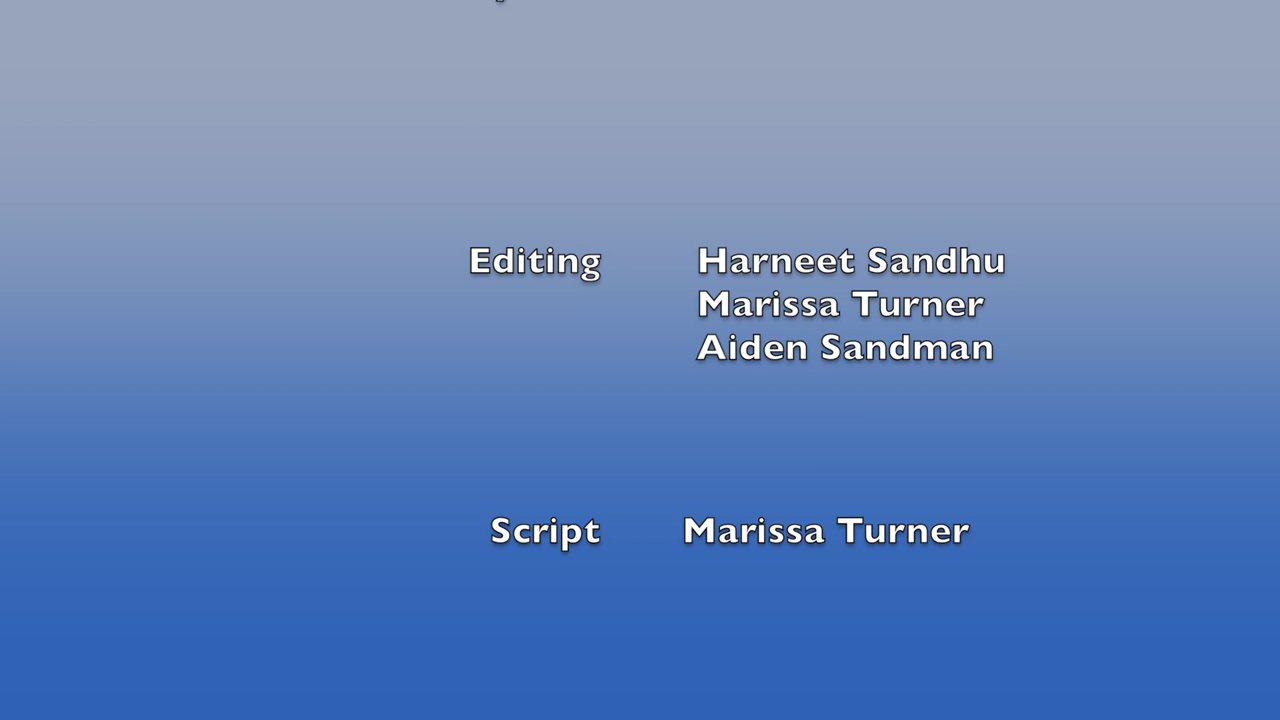 Editing Harneet Sandhu
Marissa Turner
Aiden Sandman
Script Marissa Turner